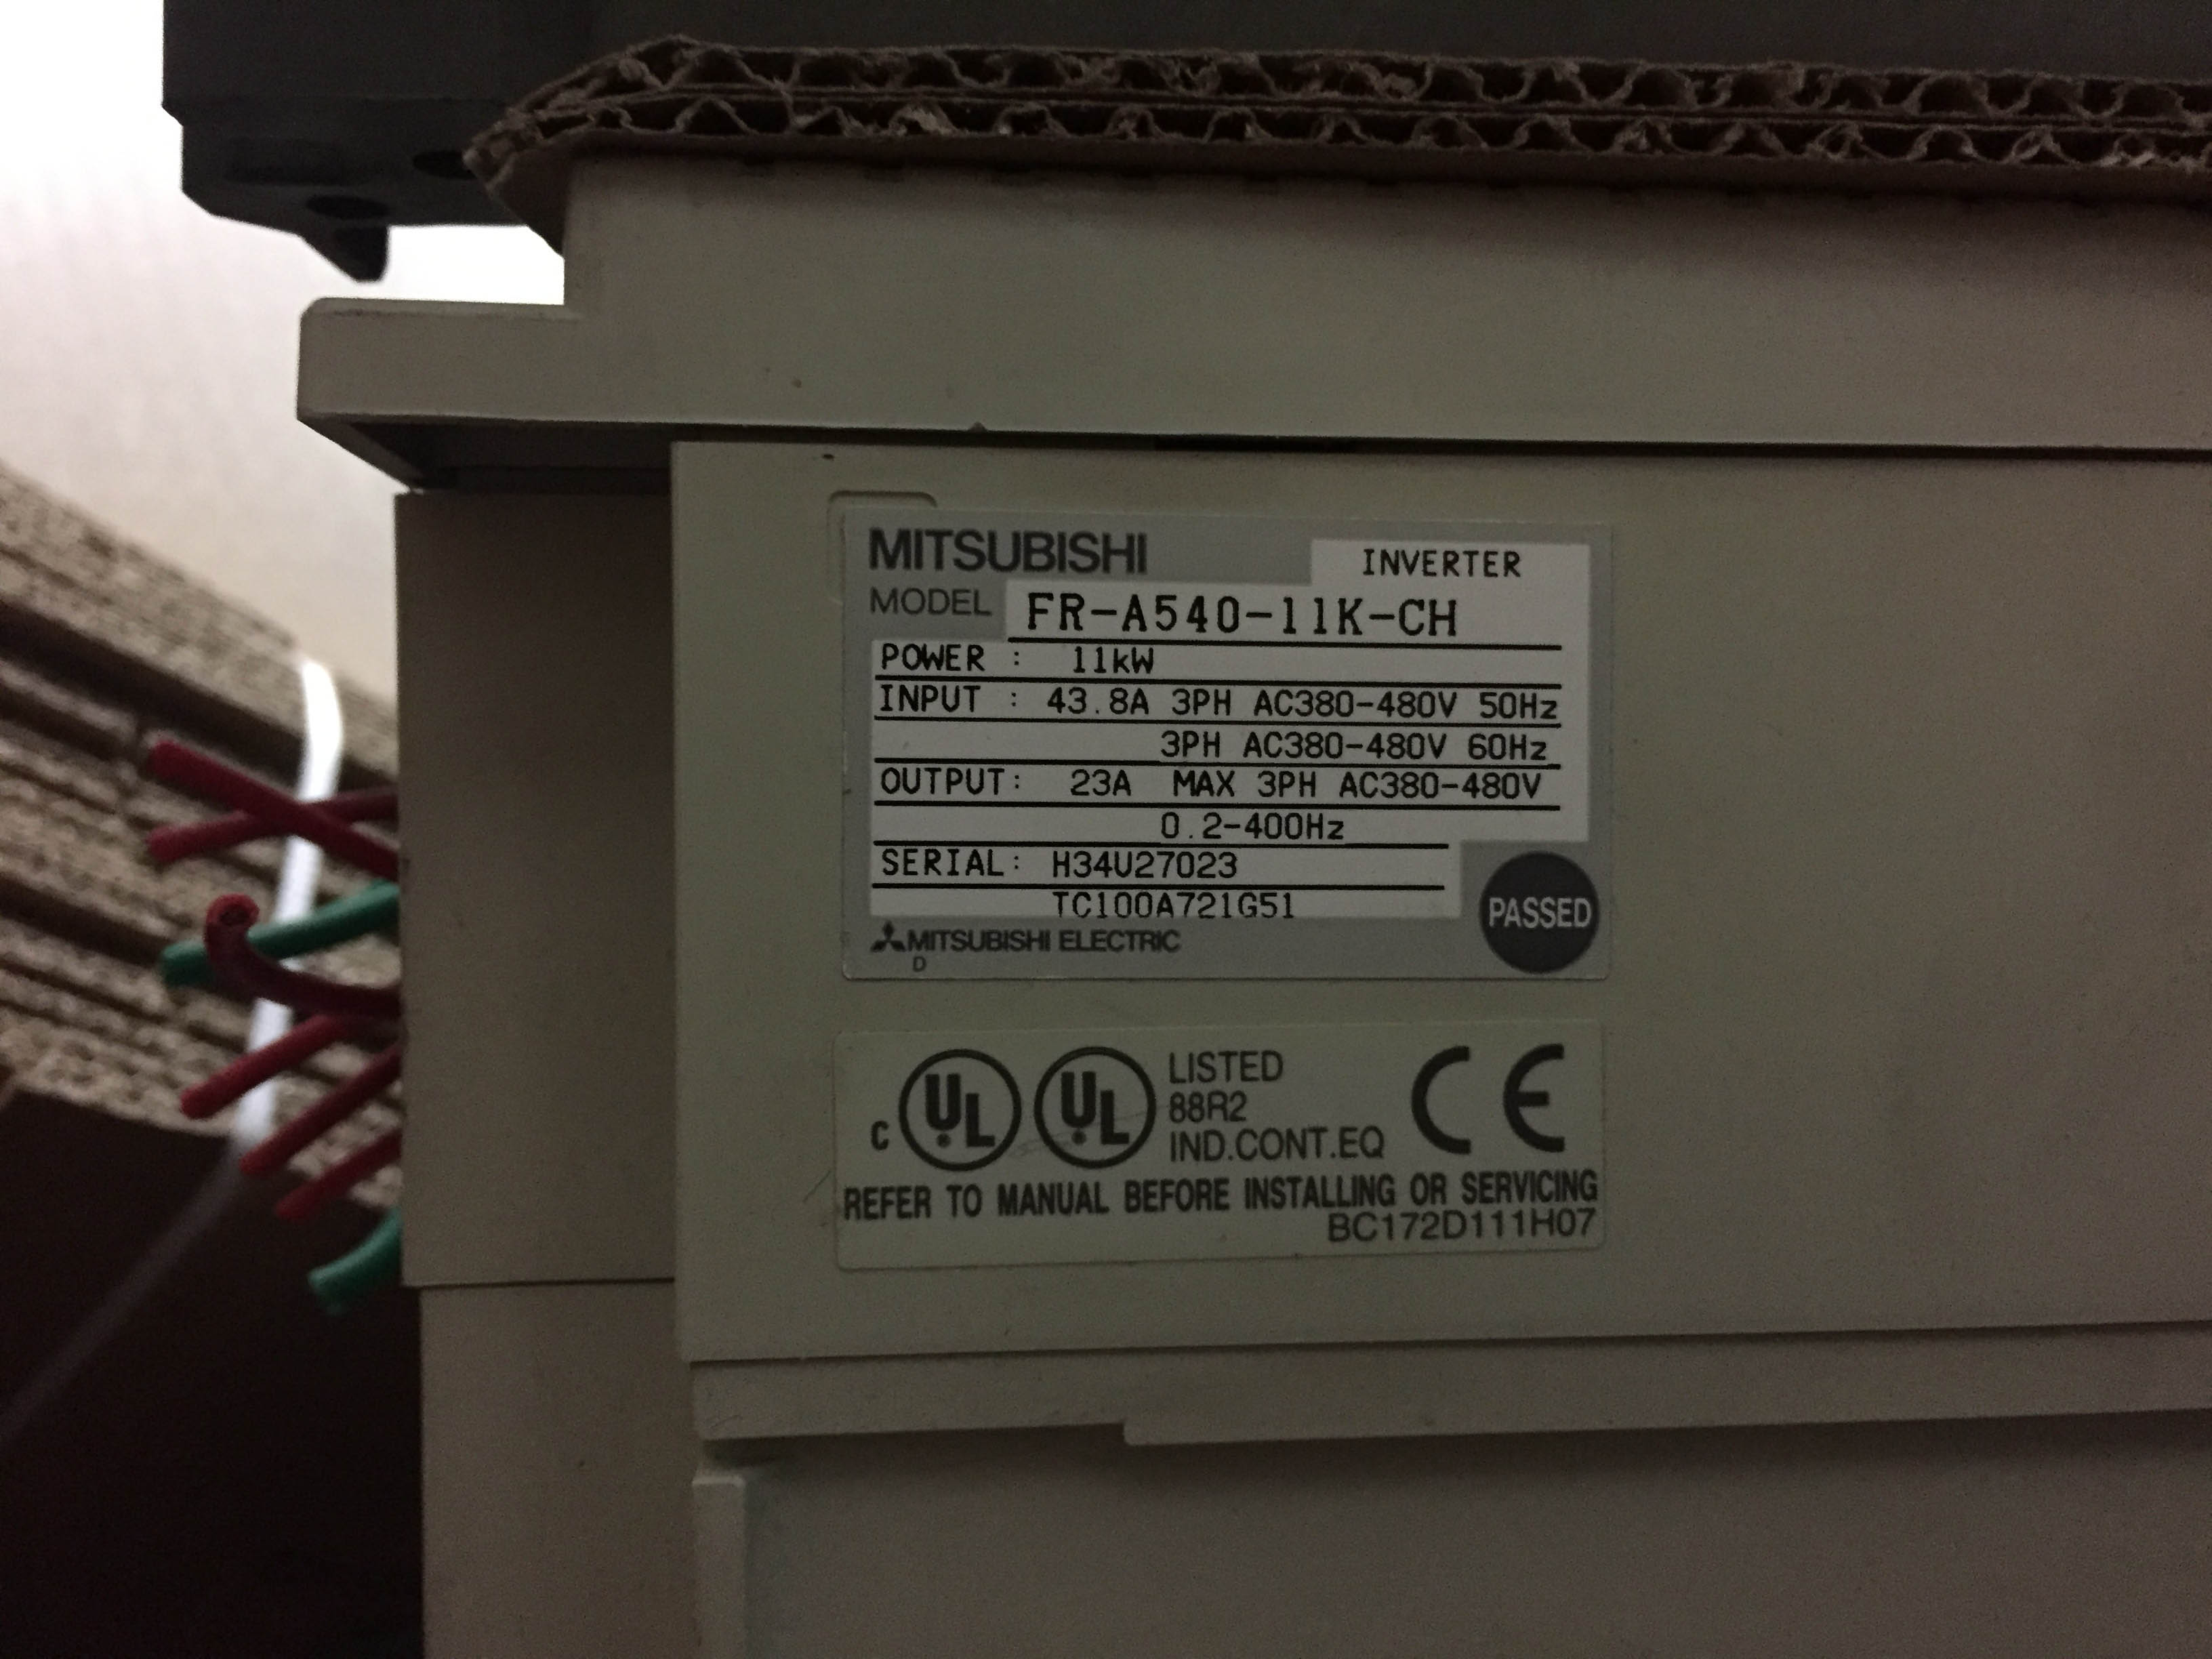 MITSUBISHI INVERTER
MODEL FR-A540-11K-CH
POWER : 11kW
INPUT : 43.8A 3PH AC380-480V 50Hz
3PH AC380-480V 60Hz
OUTPUT: 23A MAX 3PH AC380-480V
0.2-400Hz
SERIAL: H34U27023
TC100A721G51
PASSED
MITSUBISHI ELECTRIC
D
C UL UL LISTED
88R2
IND.CONT.EQ
CE
REFER TO MANUAL BEFORE INSTALLING OR SERVICING
BC172D111H07